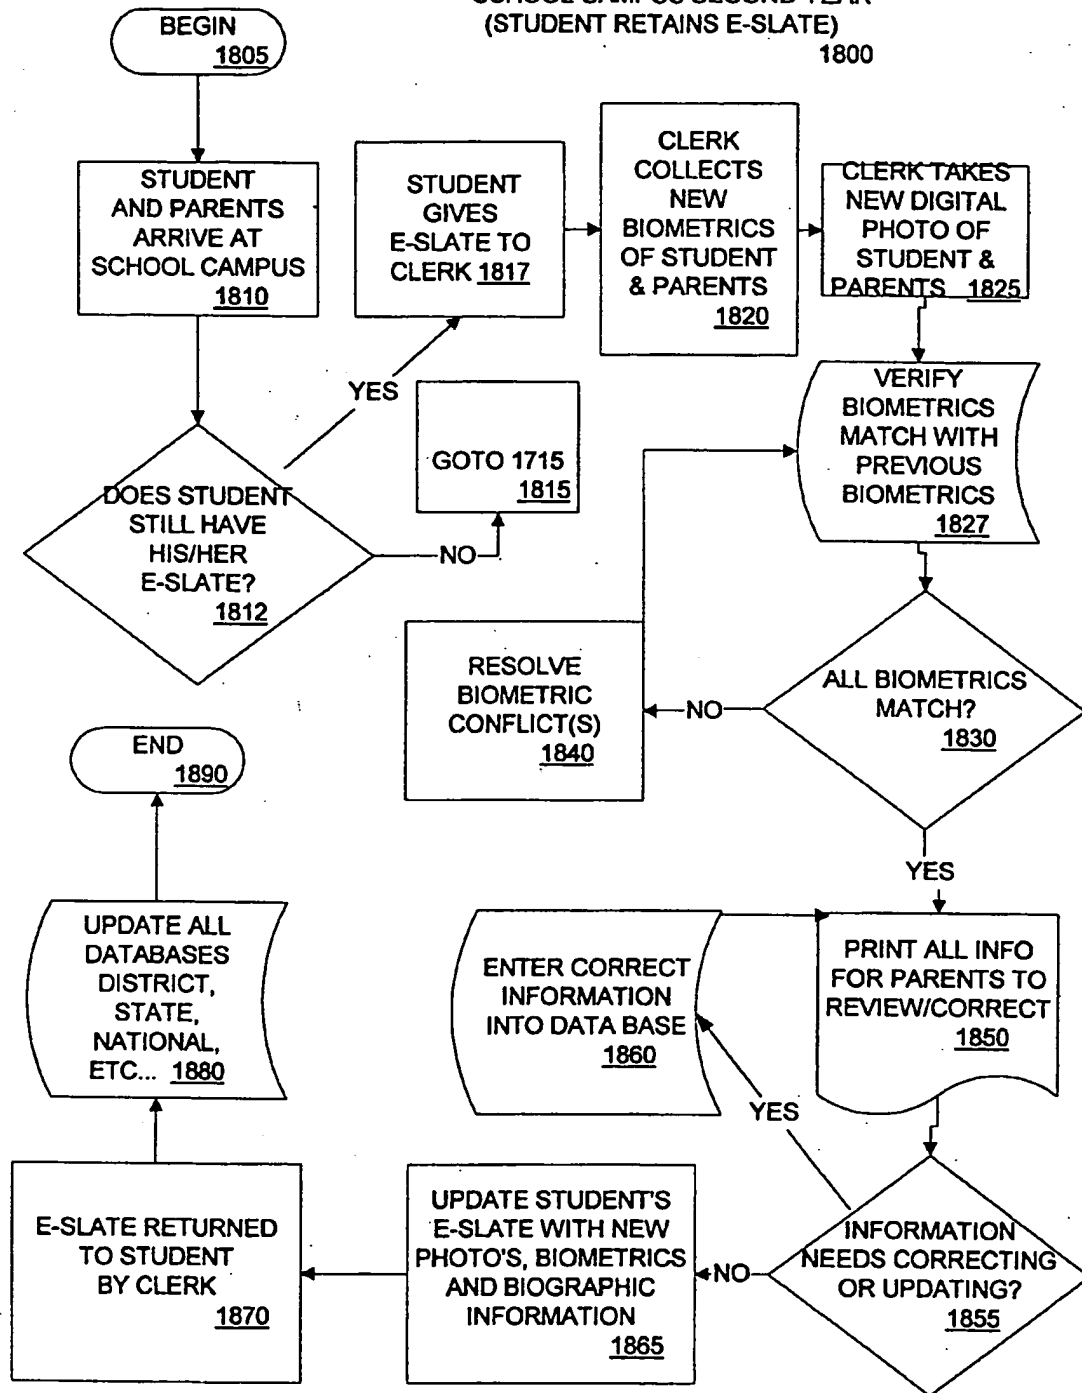 (STUDENT RETAINS E-SLATE)
1800
BEGIN
1805
STUDENT
AND PARENTS
ARRIVE AT
SCHOOL CAMPUS
1810
STUDENT
GIVES
E-SLATE TO
CLERK 1817
CLERK
COLLECTS
NEW
BIOMETRICS
OF STUDENT
& PARENTS
1820
CLERK TAKES
NEW DIGITAL
PHOTO OF
STUDENT &
PARENTS 1825
YES
GOTO 1715
1815
DOES STUDENT
STILL HAVE
HIS/HER
E-SLATE?
1812
NO
VERIFY
BIOMETRICS
MATCH WITH
PREVIOUS
BIOMETRICS
1827
RESOLVE
BIOMETRIC
CONFLICT(S)
1840
NO
ALL BIOMETRICS
MATCH?
1830
YES
END
1890
UPDATE ALL
DATABASES
DISTRICT,
STATE,
NATIONAL,
ETC... 1880
ENTER CORRECT
INFORMATION
INTO DATA BASE
1860
PRINT ALL INFO
FOR PARENTS TO
REVIEW/CORRECT
1850
YES
E-SLATE RETURNED
TO STUDENT
BY CLERK
1870
UPDATE STUDENT'S
E-SLATE WITH NEW
PHOTO'S, BIOMETRICS
AND BIOGRAPHIC
INFORMATION
1865
NO
INFORMATION
NEEDS CORRECTING
OR UPDATING?
1855